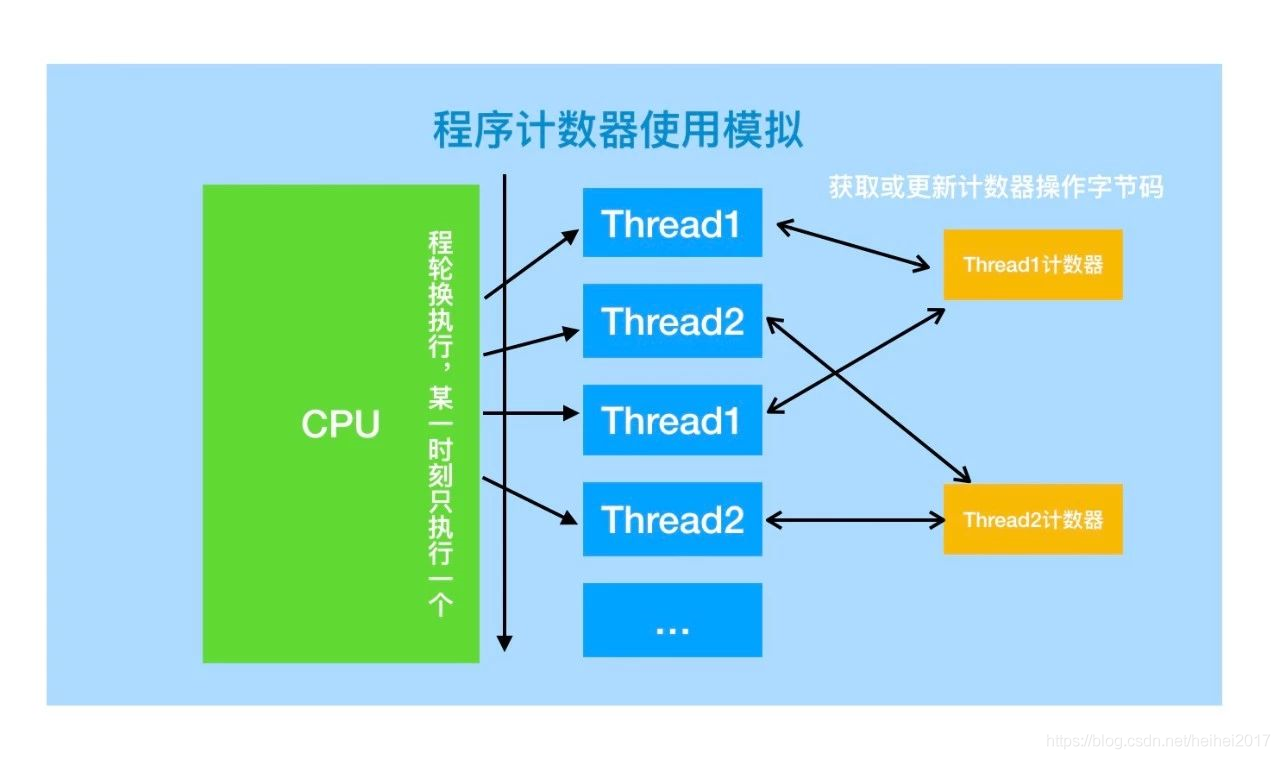 程序计数器使用模拟
获取或更新计数器操作字节码
CPU
程轮换执行，某一时刻只执行一个
Thread1
Thread2
Thread1
Thread2
...
Thread1计数器
Thread2计数器
https://blog.csdn.net/heihei2017